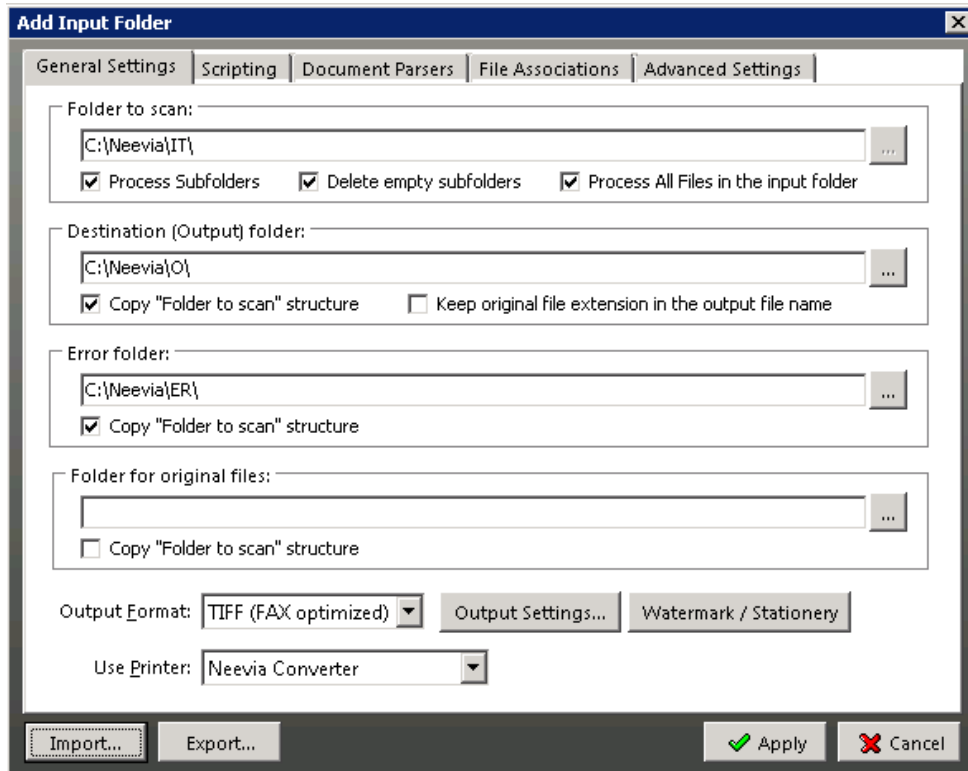 Add Input Folder
General Settings Scripting Document Parsers File Associations Advanced Settings
Folder to scan:
C:\Neevia\IT\ ...
Process Subfolders Delete empty subfolders Process All Files in the input folder
Destination (Output) folder:
C:\Neevia\O\ ...
Copy "Folder to scan" structure Keep original file extension in the output file name
Error folder:
C:\Neevia\ER\ ...
Copy "Folder to scan" structure
Folder for original files:
...
Copy "Folder to scan" structure
Output Format: TIFF (FAX optimized) Output Settings... Watermark / Stationery
Use Printer: Neevia Converter
Import... Export... Apply Cancel